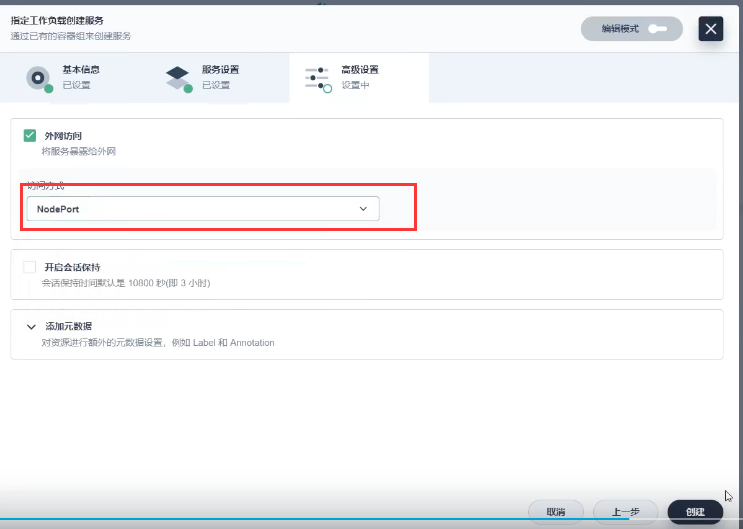 指定工作负载创建服务
通过已有的容器组来创建服务
编辑模式
基本信息
已设置
服务设置
已设置
高级设置
设置中
外网访问
将服务暴露给外网
访问方式
NodePort
开启会话保持
会话保持时间默认是 10800 秒(即 3 小时)
添加元数据
对资源进行额外的元数据设置，例如 Label 和 Annotation
取消
上一步
创建